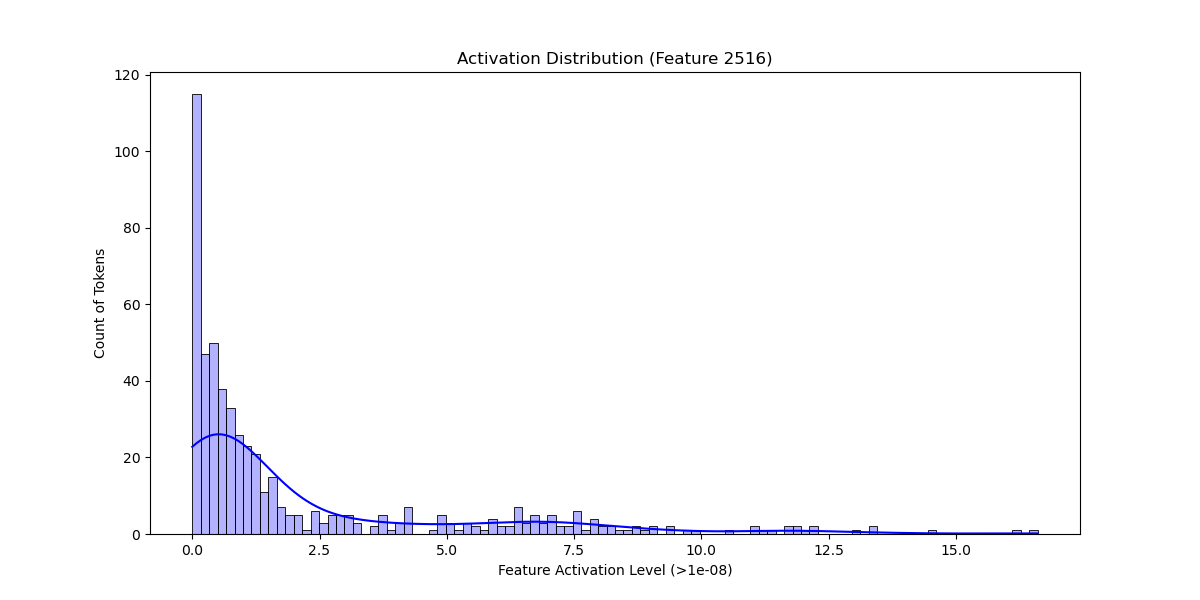 Activation Distribution (Feature 2516)
120
100
80
60
40
20
0
Count of Tokens
0.0 2.5 5.0 7.5 10.0 12.5 15.0
Feature Activation Level (>1e-08)